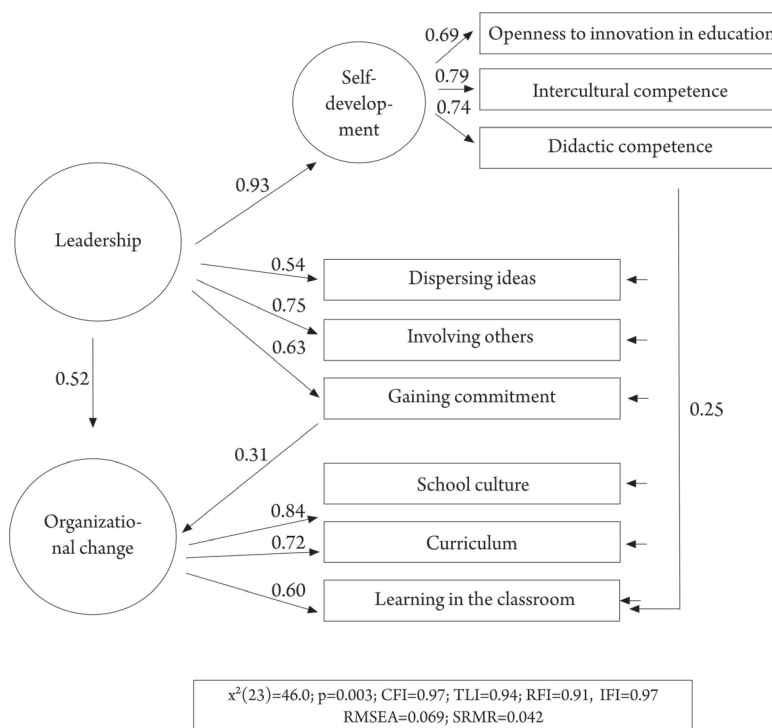 0.69
Openness to innovation in education
Self-
develop-
ment
0.79
Intercultural competence
0.74
Didactic competence
0.93
Leadership
0.54
Dispersing ideas
0.75
Involving others
0.63
Gaining commitment
0.52
0.25
0.31
School culture
0.84
Organizatio-
nal change
0.72
Curriculum
0.60
Learning in the classroom
x²(23)=46.0; p=0.003; CFI=0.97; TLI=0.94; RFI=0.91, IFI=0.97
RMSEA=0.069; SRMR=0.042